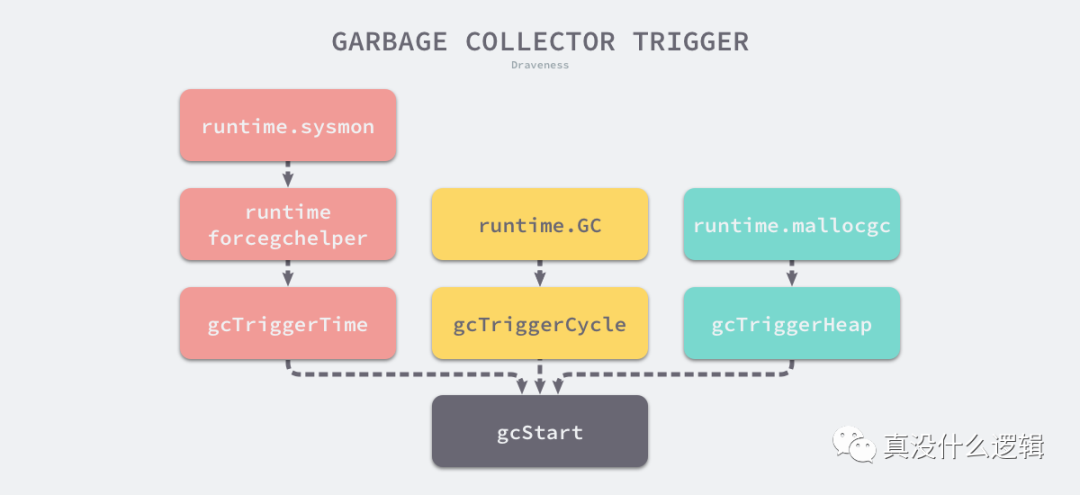 GARBAGE COLLECTOR TRIGGER
Draveness
runtime.sysmon
runtime
forcegchelper
runtime.GC
runtime.mallocgc
gcTriggerTime
gcTriggerCycle
gcTriggerHeap
gcStart
真没什么逻辑